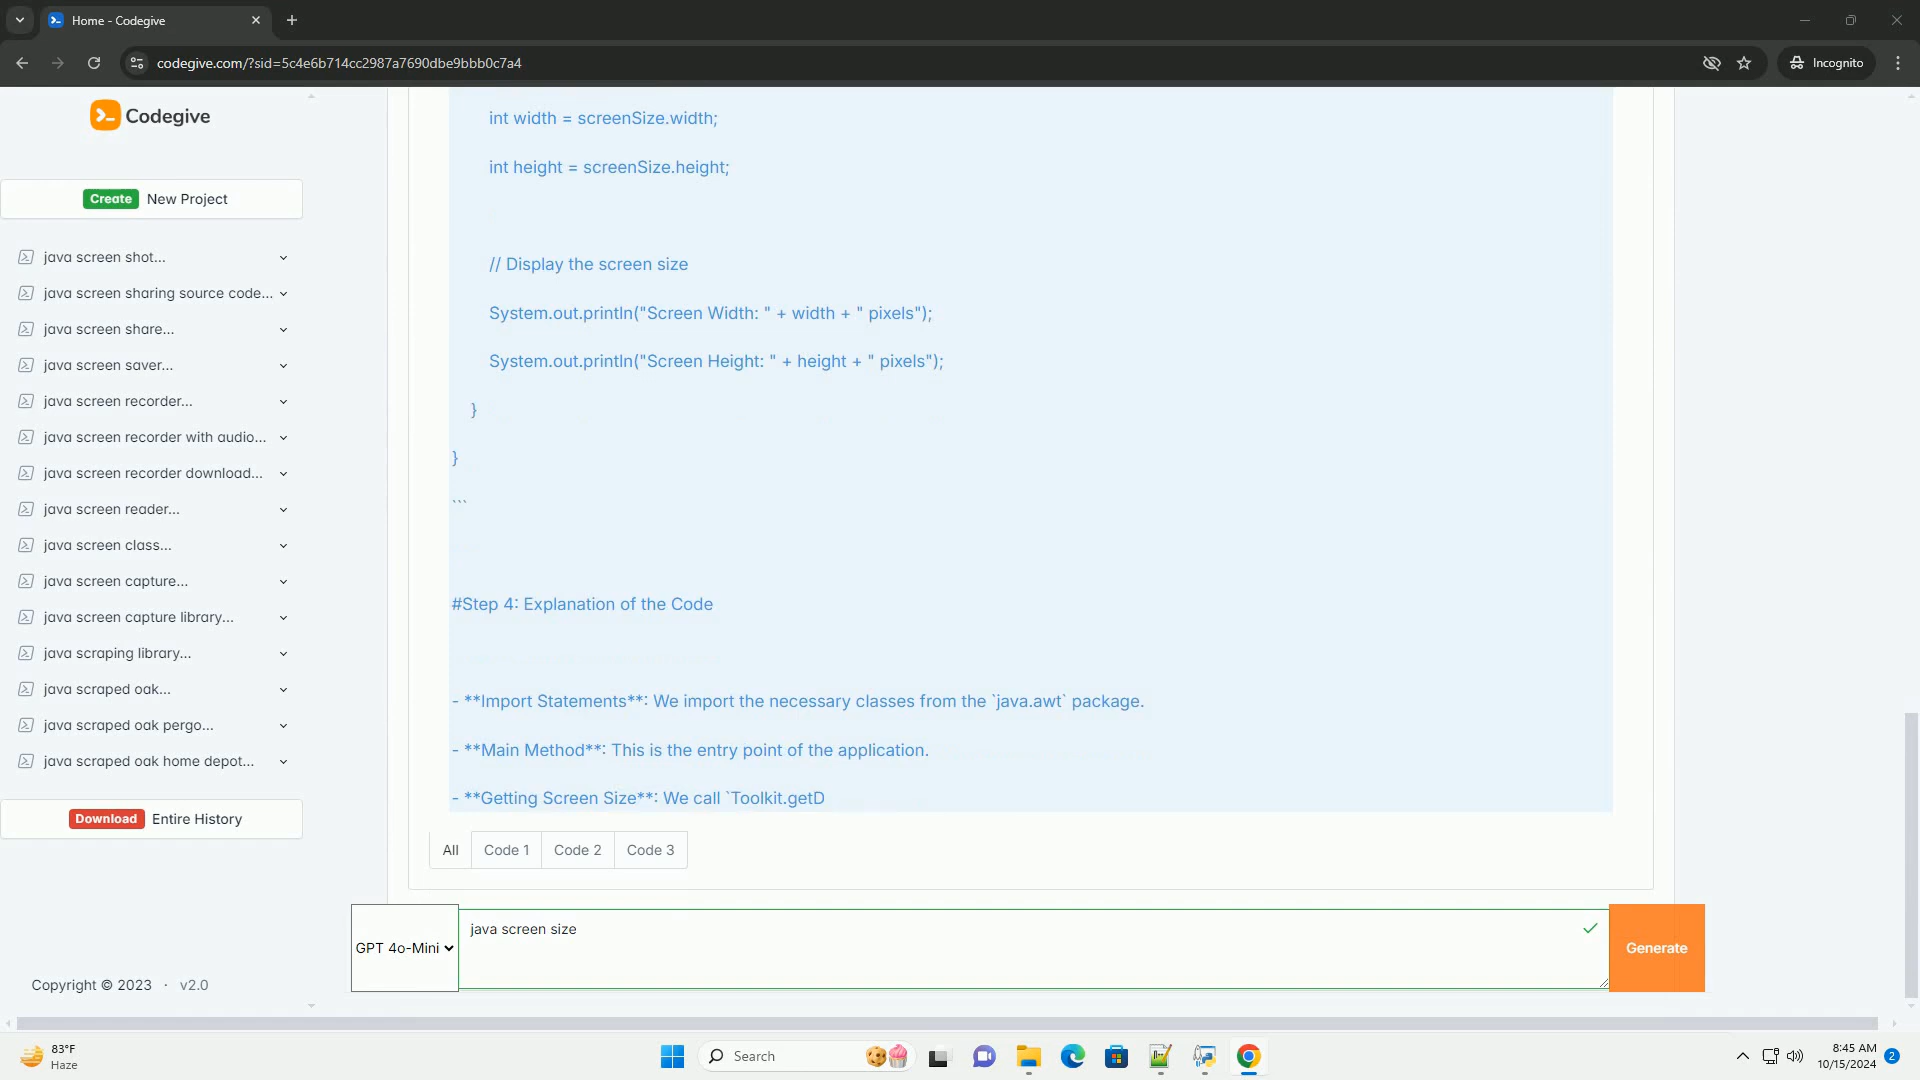 Home - Codegive
codegive.com/?sid=5c4e6b714cc2987a7690dbe9bbb0c7a4
Incognito
Codegive
Create New Project
java screen shot...
java screen sharing source code...
java screen share...
java screen saver...
java screen recorder...
java screen recorder with audio...
java screen recorder download...
java screen reader...
java screen class...
java screen capture...
java screen capture library...
java scraping library...
java scraped oak...
java scraped oak pergo...
java scraped oak home depot...
Download Entire History
Copyright © 2023 · v2.0
int width = screenSize.width;
int height = screenSize.height;
// Display the screen size
System.out.println("Screen Width: " + width + " pixels");
System.out.println("Screen Height: " + height + " pixels");
}
}
```
#Step 4: Explanation of the Code
- **Import Statements**: We import the necessary classes from the `java.awt` package.
- **Main Method**: This is the entry point of the application.
- **Getting Screen Size**: We call `Toolkit.getD
All Code 1 Code 2 Code 3
GPT 4o-Mini
java screen size
Generate
83°F
Haze
Search
8:45 AM
10/15/2024
2